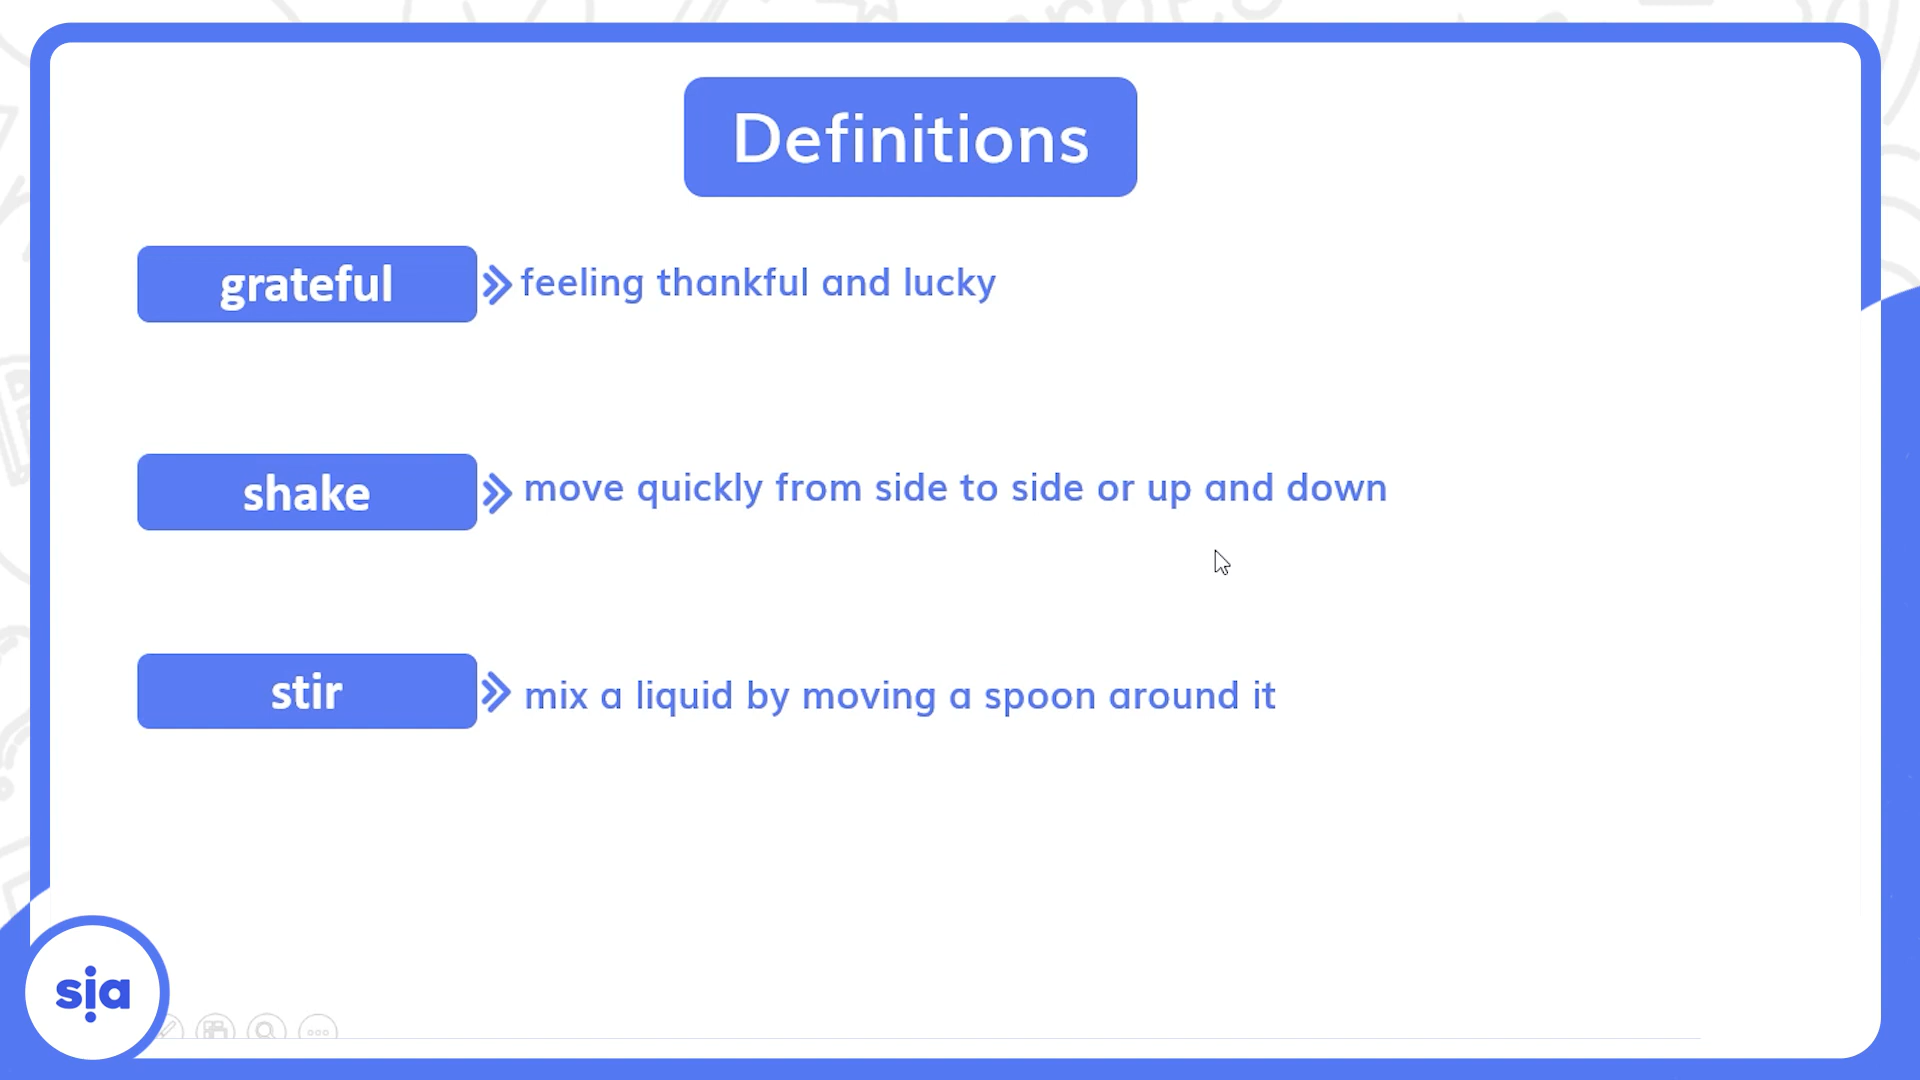 Definitions
grateful
feeling thankful and lucky
shake
move quickly from side to side or up and down
stir
mix a liquid by moving a spoon around it
sia